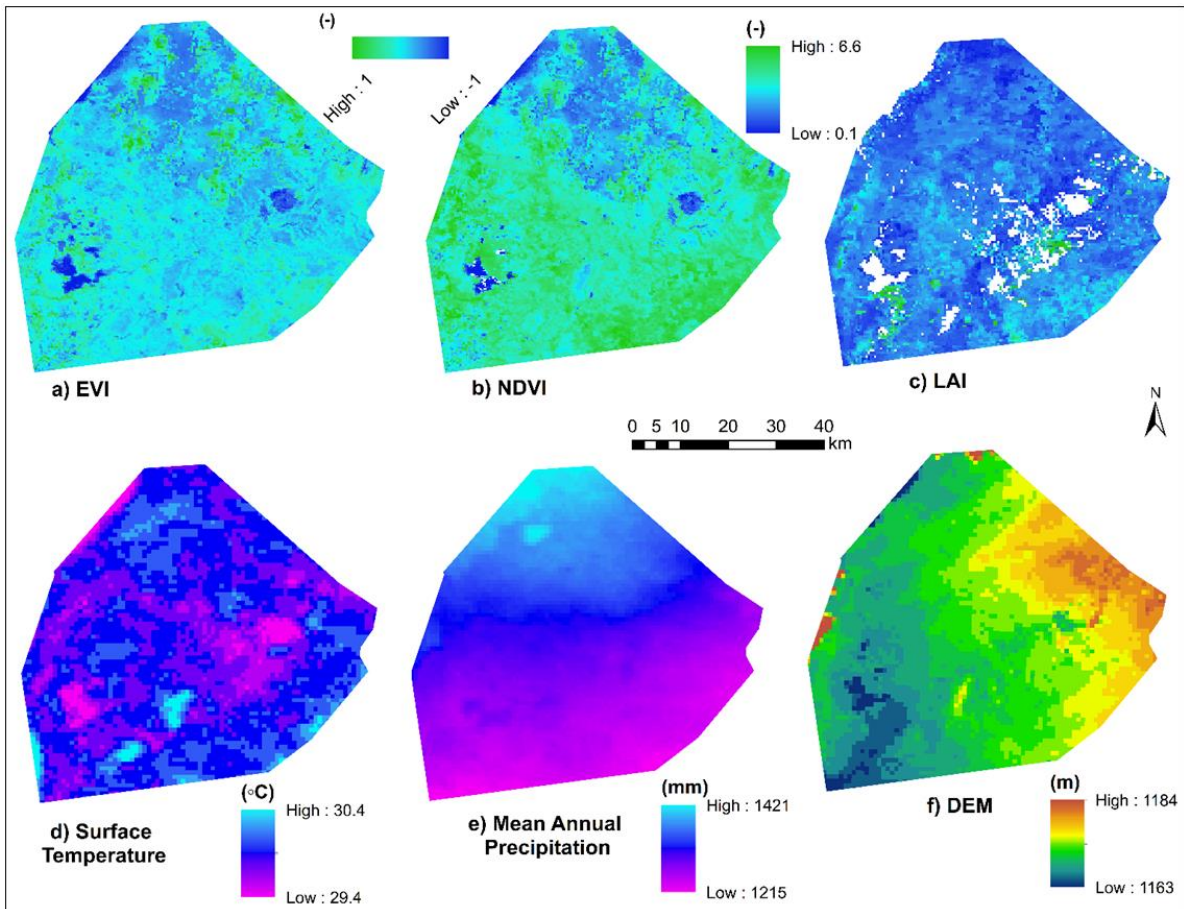 (-)
High : 1
Low : -1
(-)
High : 6.6
Low : 0.1
a) EVI
b) NDVI
c) LAI
N
0 5 10 20 30 40
km
(°C)
High : 30.4
Low : 29.4
d) Surface
Temperature
(mm)
High : 1421
Low : 1215
e) Mean Annual
Precipitation
(m)
High : 1184
Low : 1163
f) DEM